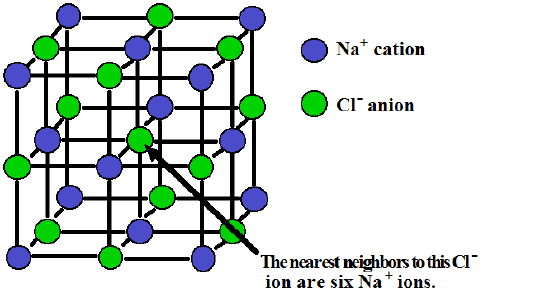 Na⁺ cation
Cl⁻ anion
The nearest neighbors to this Cl⁻
ion are six Na⁺ ions.